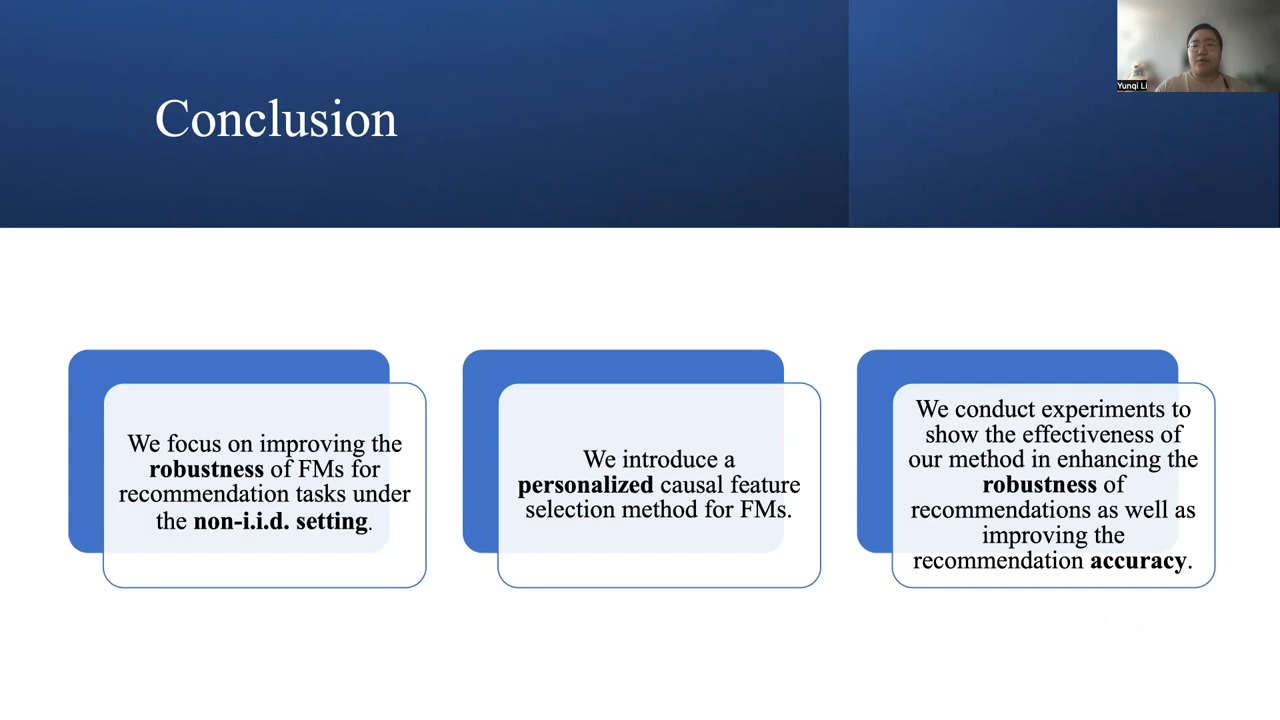 Yunqi Li
Conclusion
We focus on improving the
robustness of FMs for
recommendation tasks under
the non-i.i.d. setting.
We introduce a
personalized causal feature
selection method for FMs.
We conduct experiments to
show the effectiveness of
our method in enhancing the
robustness of
recommendations as well as
improving the
recommendation accuracy.